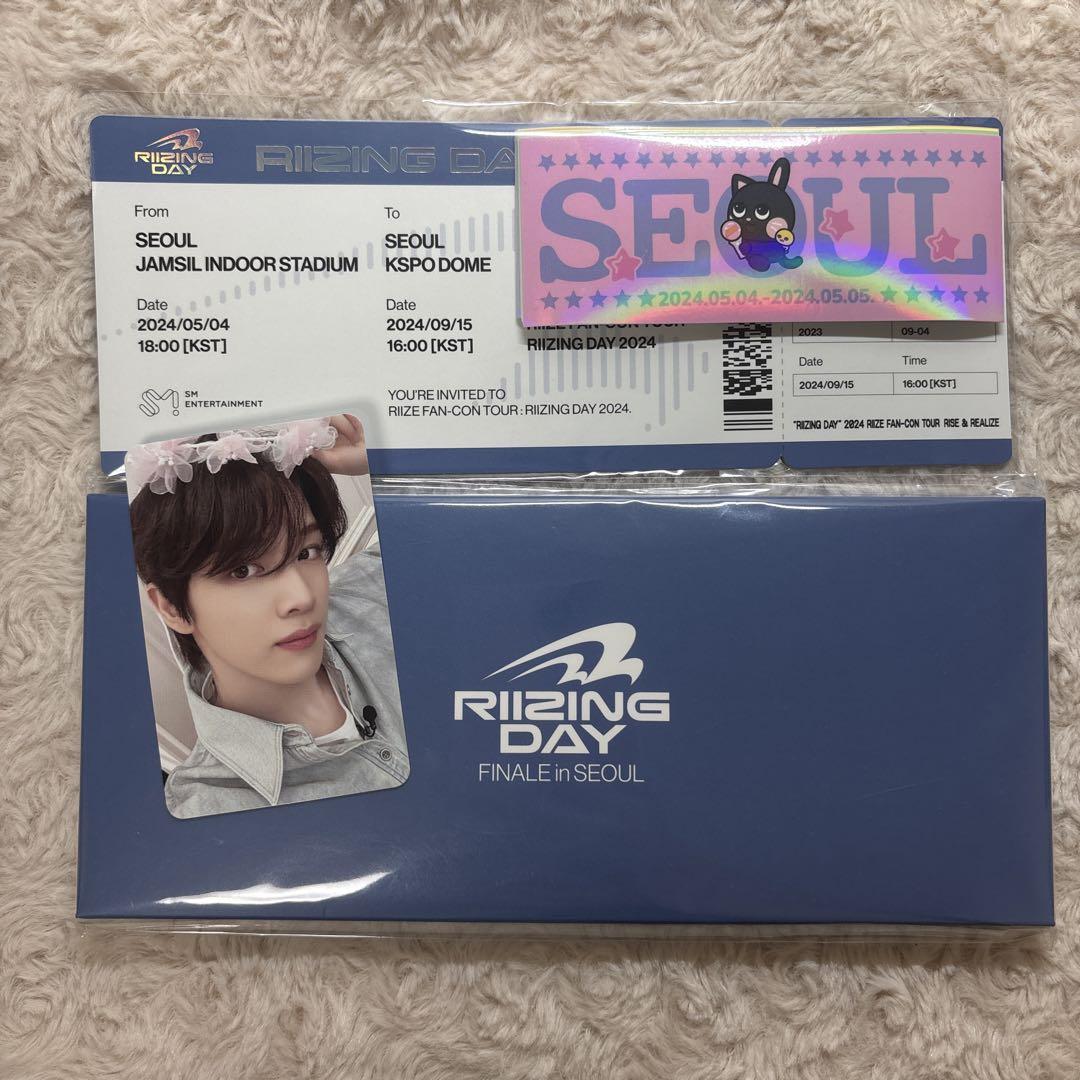 RIIZING
DAY
RIIZING DA
SEOUL
2024.05.04.-2024.05.05.
From
SEOUL
JAMSIL INDOOR STADIUM
To
SEOUL
KSPO DOME
Date
2024/05/04
18:00 [KST]
Date
2024/09/15
16:00 [KST]
RIIZE FAN-CON TOUR
RIIZING DAY 2024
2023
09-04
Date
Time
2024/09/15
16:00 [KST]
SM
ENTERTAINMENT
YOU'RE INVITED TO
RIIZE FAN-CON TOUR : RIIZING DAY 2024.
"RIIZING DAY" 2024 RIIZE FAN-CON TOUR RISE & REALIZE
RIIZING
DAY
FINALE in SEOUL